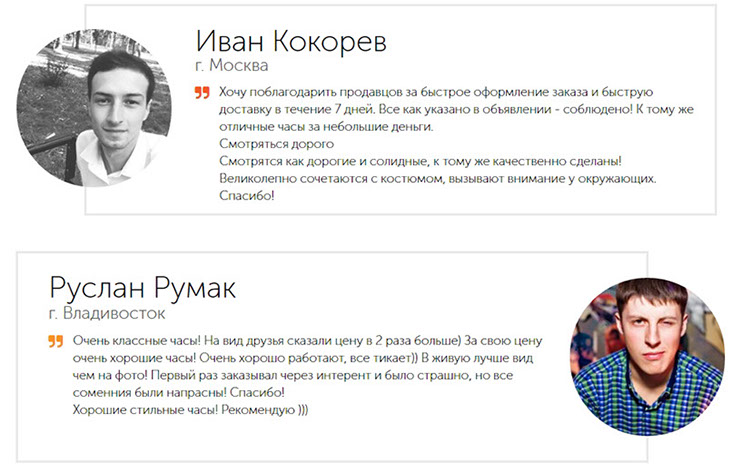 Иван Кокорев
г. Москва
Хочу поблагодарить продавцов за быстрое оформление заказа и быструю
доставку в течение 7 дней. Все как указано в объявлении - соблюдено! К тому же
отличные часы за небольшие деньги.
Смотряться дорого
Смотрятся как дорогие и солидные, к тому же качественно сделаны!
Великолепно сочетаются с костюмом, вызывают внимание у окружающих.
Спасибо!
Руслан Румак
г. Владивосток
Очень классные часы! На вид друзья сказали цену в 2 раза больше) За свою цену
очень хорошие часы! Очень хорошо работают, все тикает)) В живую лучше вид
чем на фото! Первый раз заказывал через интерент и было страшно, но все
сомения были напрасны! Спасибо!
Хорошие стильные часы! Рекомендую )))